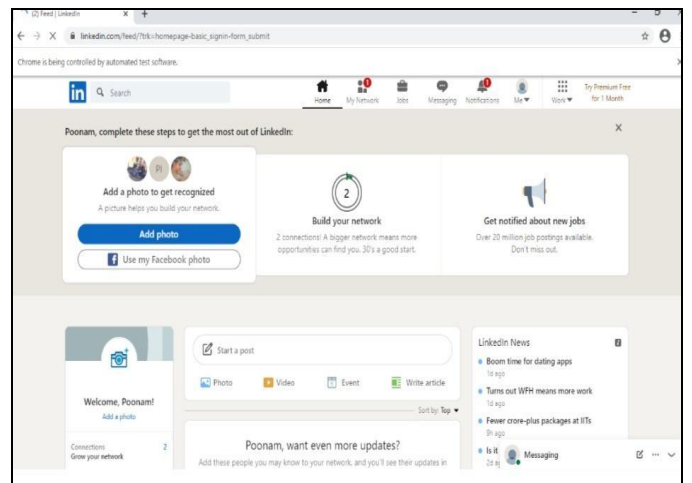 (2) Feed | LinkedIn
linkedin.com/feed/?trk=homepage-basic_signin-form_submit
Chrome is being controlled by automated test software.
in
Search
Home
My Network
Jobs
Messaging
Notifications
Me
Work
Try Premium Free
for 1 Month
Poonam, complete these steps to get the most out of LinkedIn:
PI
Add a photo to get recognized
A picture helps you build your network.
Add photo
Use my Facebook photo
2
Build your network
2 connections! A bigger network means more
opportunities can find you. 30's a good start.
Get notified about new jobs
Over 20 million job postings available.
Don't miss out.
Welcome, Poonam!
Add a photo
Connections 2
Grow your network
Start a post
Photo
Video
Event
Write article
Sort by: Top
Poonam, want even more updates?
Add these people you may know to your network, and you'll see their updates in
LinkedIn News
Boom time for dating apps
1d ago
Turns out WFH means more work
1d ago
Fewer crore-plus packages at IITs
9h ago
Is it
2d a
Messaging